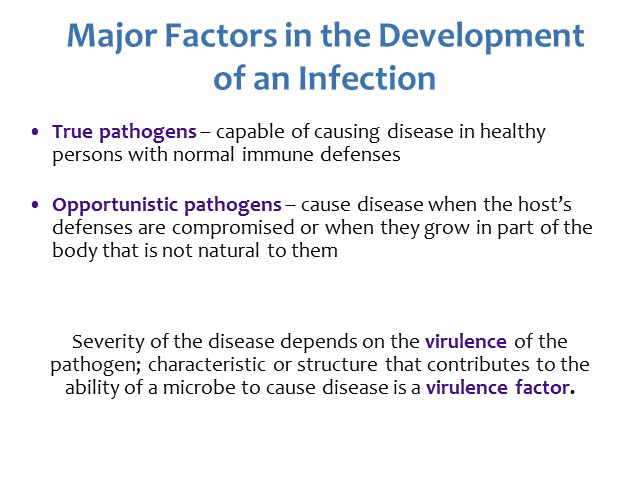 Major Factors in the Development
of an Infection
• True pathogens – capable of causing disease in healthy
persons with normal immune defenses
• Opportunistic pathogens – cause disease when the host’s
defenses are compromised or when they grow in part of the
body that is not natural to them
Severity of the disease depends on the virulence of the
pathogen; characteristic or structure that contributes to the
ability of a microbe to cause disease is a virulence factor.